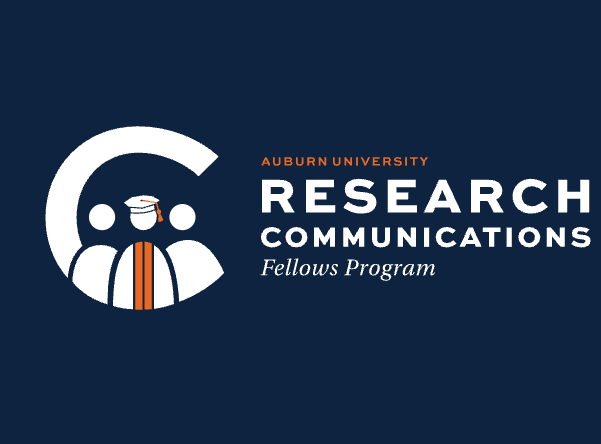 AUBURN UNIVERSITY
RESEARCH
COMMUNICATIONS
Fellows Program